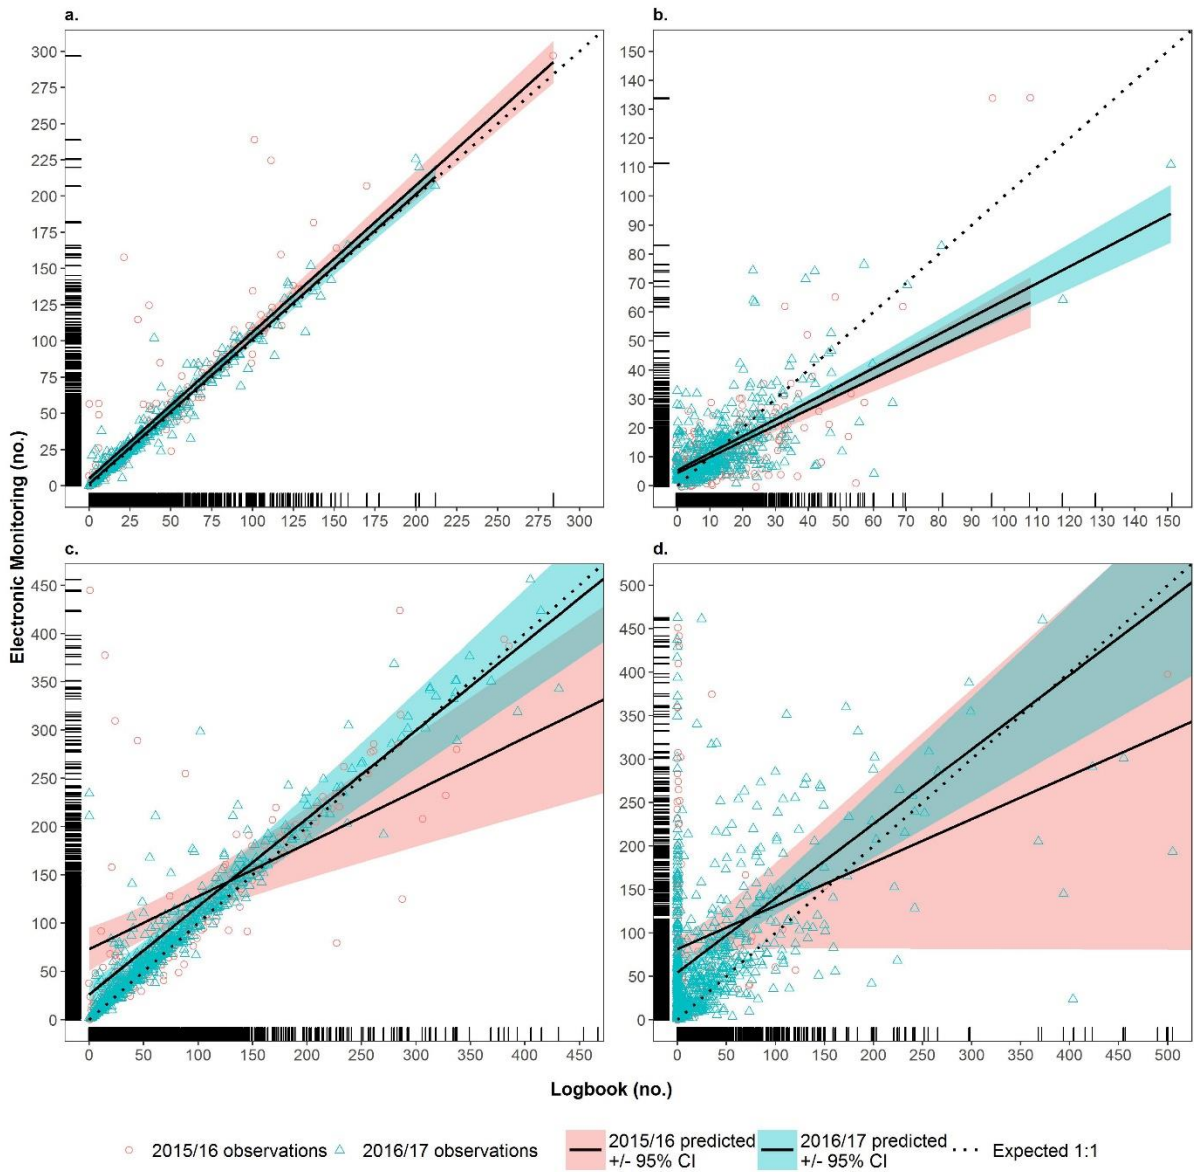 a.
b.
300
275
250
225
200
175
150
125
100
75
50
25
0
0 25 50 75 100 125 150 175 200 225 250 275 300
150
140
130
120
110
100
90
80
70
60
50
40
30
20
10
0
0 10 20 30 40 50 60 70 80 90 100 110 120 130 140 150
Electronic Monitoring (no.)
c.
d.
450
400
350
300
250
200
150
100
50
0
0 50 100 150 200 250 300 350 400 450
500
450
400
350
300
250
200
150
100
50
0
0 50 100 150 200 250 300 350 400 450 500
Logbook (no.)
2015/16 observations
2016/17 observations
2015/16 predicted
+/- 95% CI
2016/17 predicted
+/- 95% CI
Expected 1:1